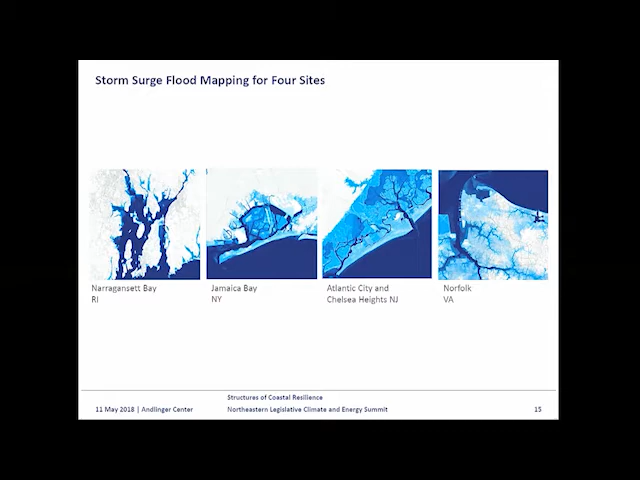 Storm Surge Flood Mapping for Four Sites
Narragansett Bay
RI
Jamaica Bay
NY
Atlantic City and
Chelsea Heights NJ
Norfolk
VA
Structures of Coastal Resilience
11 May 2018 | Andlinger Center
Northeastern Legislative Climate and Energy Summit
15